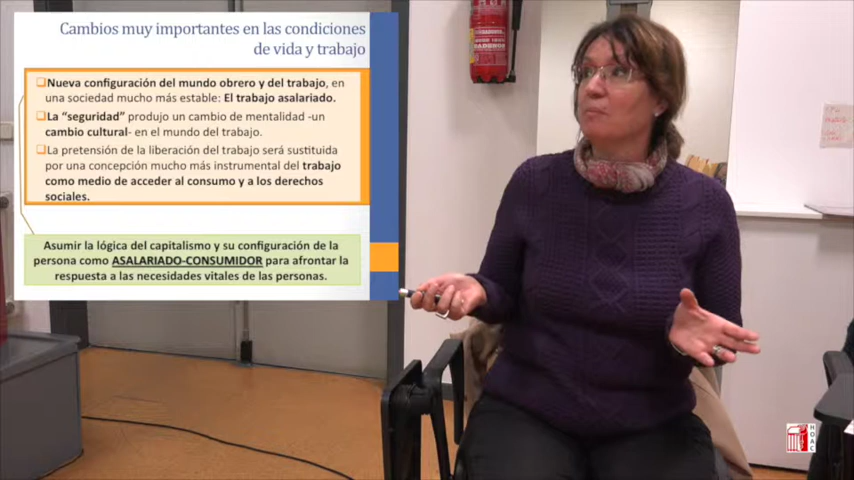 Cambios muy importantes en las condiciones
de vida y trabajo
Nueva configuración del mundo obrero y del trabajo, en
una sociedad mucho más estable: El trabajo asalariado.
La “seguridad” produjo un cambio de mentalidad -un
cambio cultural- en el mundo del trabajo.
La pretensión de la liberación del trabajo será sustituida
por una concepción mucho más instrumental del trabajo
como medio de acceder al consumo y a los derechos
sociales.
Asumir la lógica del capitalismo y su configuración de la
persona como ASALARIADO-CONSUMIDOR para afrontar la
respuesta a las necesidades vitales de las personas.
HOAC